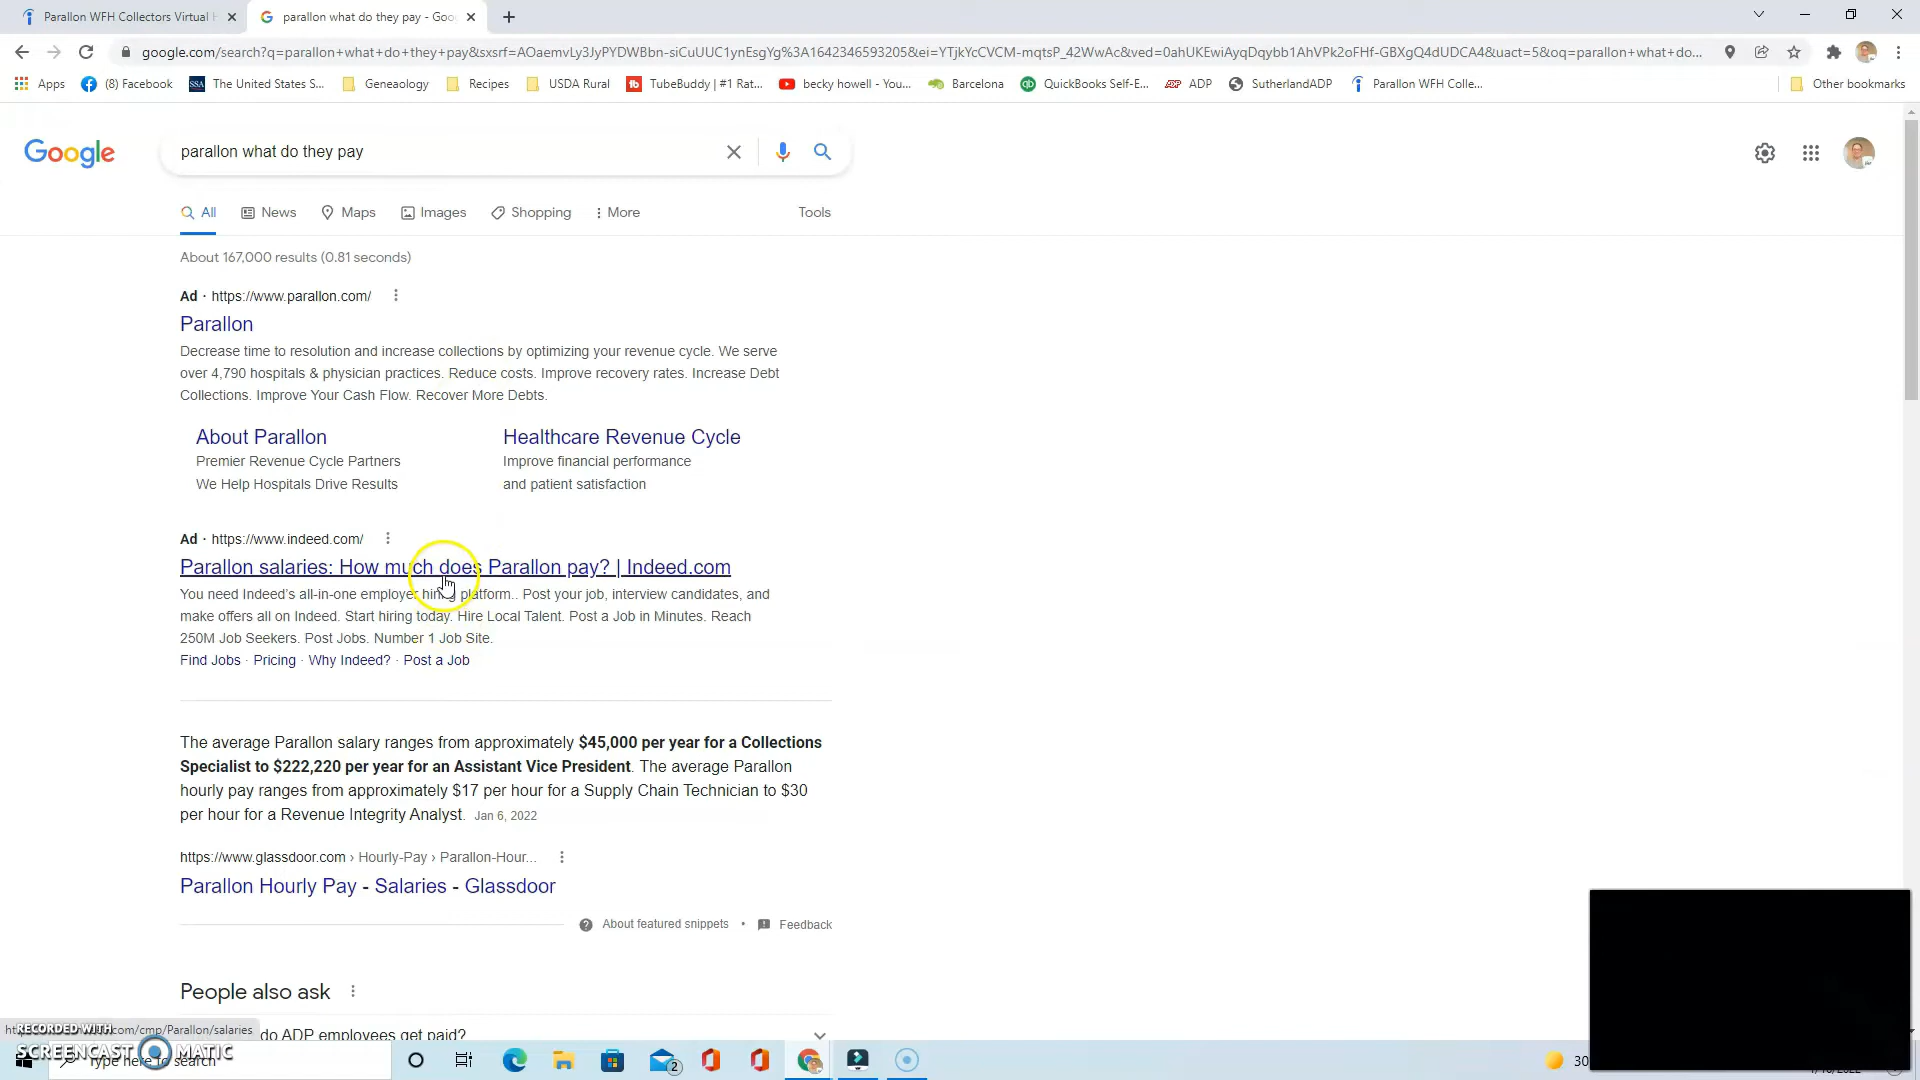 Parallon WFH Collectors Virtual H
parallon what do they pay - Goo
google.com/search?q=parallon+what+do+they+pay&sxsrf=AOaemvLy3JyPYDWBbn-siCuUUC1ynEsgYg%3A1642346593205&ei=YTjkYcCVCM-mqtsP_42WwAc&ved=0ahUKEwiAyqDqybb1AhVPk2oFHf-GBXgQ4dUDCA4&uact=5&oq=parallon+what+do...
Apps
(8) Facebook
The United States S...
Geneaology
Recipes
USDA Rural
TubeBuddy | #1 Rat...
becky howell - You...
Barcelona
QuickBooks Self-E...
ADP
SutherlandADP
Parallon WFH Colle...
Other bookmarks
Google
parallon what do they pay
All
News
Maps
Images
Shopping
More
Tools
About 167,000 results (0.81 seconds)
Ad · https://www.parallon.com/
Parallon
Decrease time to resolution and increase collections by optimizing your revenue cycle. We serve
over 4,790 hospitals & physician practices. Reduce costs. Improve recovery rates. Increase Debt
Collections. Improve Your Cash Flow. Recover More Debts.
About Parallon
Premier Revenue Cycle Partners
We Help Hospitals Drive Results
Healthcare Revenue Cycle
Improve financial performance
and patient satisfaction
Ad · https://www.indeed.com/
Parallon salaries: How much does Parallon pay? | Indeed.com
You need Indeed's all-in-one employer hiring platform.. Post your job, interview candidates, and
make offers all on Indeed. Start hiring today. Hire Local Talent. Post a Job in Minutes. Reach
250M Job Seekers. Post Jobs. Number 1 Job Site.
Find Jobs · Pricing · Why Indeed? · Post a Job
The average Parallon salary ranges from approximately $45,000 per year for a Collections
Specialist to $222,220 per year for an Assistant Vice President. The average Parallon
hourly pay ranges from approximately $17 per hour for a Supply Chain Technician to $30
per hour for a Revenue Integrity Analyst. Jan 6, 2022
https://www.glassdoor.com › Hourly-Pay › Parallon-Hour...
Parallon Hourly Pay - Salaries - Glassdoor
About featured snippets • Feedback
People also ask
do ADP employees get paid?
.com/cmp/Parallon/salaries
RECORDED WITH
SCREENCAST MATIC
Type here to search
2
30